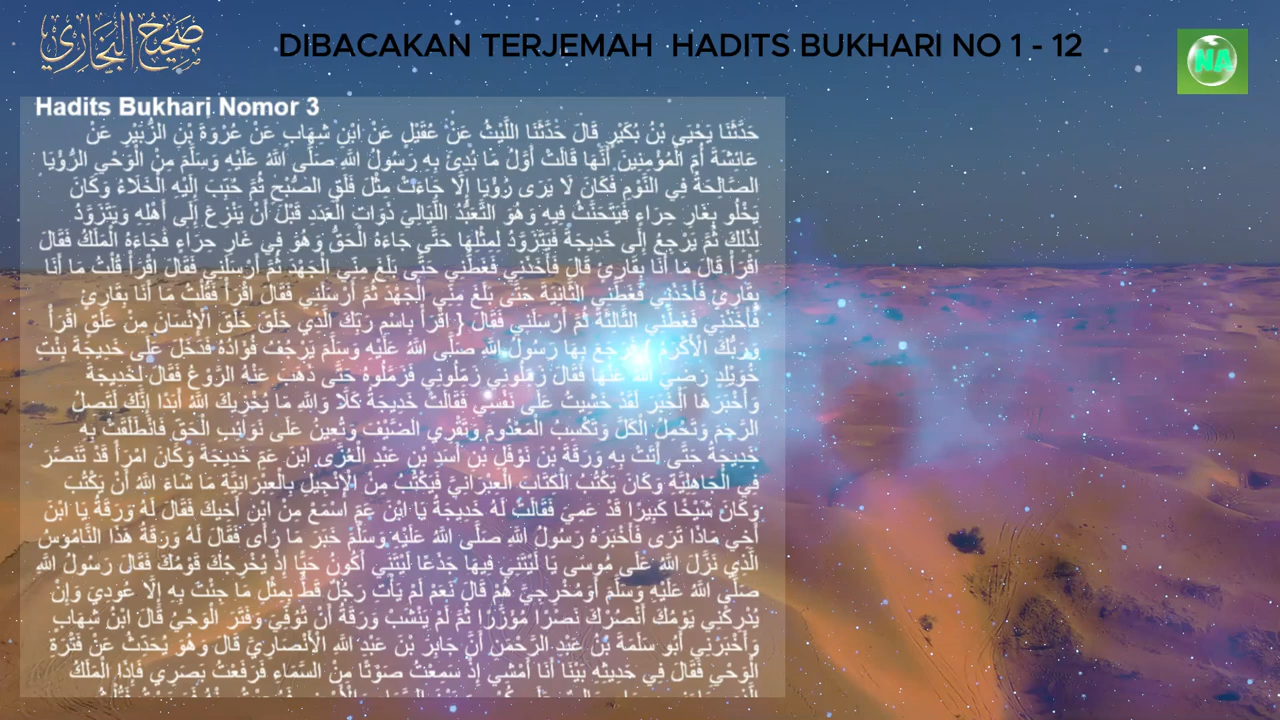 صحيح البخاري
DIBACAKAN TERJEMAH HADITS BUKHARI NO 1 - 12
NA
Hadits Bukhari Nomor 3
حَدَّثَنَا يَحْيَى بْنُ بُكَيْرٍ قَالَ حَدَّثَنَا اللَّيْثُ عَنْ عُقَيْلٍ عَنْ ابْنِ شِهَابٍ عَنْ عُرْوَةَ بْنِ الزُّبَيْرِ عَنْ
عَائِشَةَ أُمِّ الْمُؤْمِنِينَ أَنَّهَا قَالَتْ أَوَّلُ مَا بُدِئَ بِهِ رَسُولُ اللَّهِ صَلَّى اللَّهُ عَلَيْهِ وَسَلَّمَ مِنْ الْوَحْيِ الرُّؤْيَا
الصَّالِحَةُ فِي النَّوْمِ فَكَانَ لَا يَرَى رُؤْيَا إِلَّا جَاءَتْ مِثْلَ فَلَقِ الصُّبْحِ ثُمَّ حُبِّبَ إِلَيْهِ الْخَلَاءُ وَكَانَ
يَخْلُو بِغَارِ حِرَاءٍ فَيَتَحَنَّثُ فِيهِ وَهُوَ التَّعَبُّدُ اللَّيَالِيَ ذَوَاتِ الْعَدَدِ قَبْلَ أَنْ يَنْزِعَ إِلَى أَهْلِهِ وَيَتَزَوَّدُ
لِذَلِكَ ثُمَّ يَرْجِعُ إِلَى خَدِيجَةَ فَيَتَزَوَّدُ لِمِثْلِهَا حَتَّى جَاءَهُ الْحَقُّ وَهُوَ فِي غَارِ حِرَاءٍ فَجَاءَهُ الْمَلَكُ فَقَالَ
اقْرَأْ قَالَ مَا أَنَا بِقَارِئٍ قَالَ فَأَخَذَنِي فَغَطَّنِي حَتَّى بَلَغَ مِنِّي الْجَهْدَ ثُمَّ أَرْسَلَنِي فَقَالَ اقْرَأْ قُلْتُ مَا أَنَا
بِقَارِئٍ فَأَخَذَنِي فَغَطَّنِي الثَّانِيَةَ حَتَّى بَلَغَ مِنِّي الْجَهْدَ ثُمَّ أَرْسَلَنِي فَقَالَ اقْرَأْ فَقُلْتُ مَا أَنَا بِقَارِئٍ
فَأَخَذَنِي فَغَطَّنِي الثَّالِثَةَ ثُمَّ أَرْسَلَنِي فَقَالَ { اقْرَأْ بِاسْمِ رَبِّكَ الَّذِي خَلَقَ خَلَقَ الْإِنْسَانَ مِنْ عَلَقٍ اقْرَأْ
وَرَبُّكَ الْأَكْرَمُ } فَرَجَعَ بِهَا رَسُولُ اللَّهِ صَلَّى اللَّهُ عَلَيْهِ وَسَلَّمَ يَرْجُفُ فُؤَادُهُ فَدَخَلَ عَلَى خَدِيجَةَ بِنْتِ
خُوَيْلِدٍ رَضِيَ اللَّهُ عَنْهَا فَقَالَ زَمِّلُونِي زَمِّلُونِي فَزَمَّلُوهُ حَتَّى ذَهَبَ عَنْهُ الرَّوْعُ فَقَالَ لِخَدِيجَةَ
وَأَخْبَرَهَا الْخَبَرَ لَقَدْ خَشِيتُ عَلَى نَفْسِي فَقَالَتْ خَدِيجَةُ كَلَّا وَاللَّهِ مَا يُخْزِيكَ اللَّهُ أَبَدًا إِنَّكَ لَتَصِلُ
الرَّحِمَ وَتَحْمِلُ الْكَلَّ وَتَكْسِبُ الْمَعْدُومَ وَتَقْرِي الضَّيْفَ وَتُعِينُ عَلَى نَوَائِبِ الْحَقِّ فَانْطَلَقَتْ بِهِ
خَدِيجَةُ حَتَّى أَتَتْ بِهِ وَرَقَةَ بْنَ نَوْفَلِ بْنِ أَسَدِ بْنِ عَبْدِ الْعُزَّى ابْنَ عَمِّ خَدِيجَةَ وَكَانَ امْرَأً قَدْ تَنَصَّرَ
فِي الْجَاهِلِيَّةِ وَكَانَ يَكْتُبُ الْكِتَابَ الْعِبْرَانِيَّ فَيَكْتُبُ مِنْ الْإِنْجِيلِ بِالْعِبْرَانِيَّةِ مَا شَاءَ اللَّهُ أَنْ يَكْتُبَ
وَكَانَ شَيْخًا كَبِيرًا قَدْ عَمِيَ فَقَالَتْ لَهُ خَدِيجَةُ يَا ابْنَ عَمِّ اسْمَعْ مِنْ ابْنِ أَخِيكَ فَقَالَ لَهُ وَرَقَةُ يَا ابْنَ
أَخِي مَاذَا تَرَى فَأَخْبَرَهُ رَسُولُ اللَّهِ صَلَّى اللَّهُ عَلَيْهِ وَسَلَّمَ خَبَرَ مَا رَأَى فَقَالَ لَهُ وَرَقَةُ هَذَا النَّامُوسُ
الَّذِي نَزَّلَ اللَّهُ عَلَى مُوسَى يَا لَيْتَنِي فِيهَا جَذَعًا لَيْتَنِي أَكُونُ حَيًّا إِذْ يُخْرِجُكَ قَوْمُكَ فَقَالَ رَسُولُ اللَّهِ
صَلَّى اللَّهُ عَلَيْهِ وَسَلَّمَ أَوَمُخْرِجِيَّ هُمْ قَالَ نَعَمْ لَمْ يَأْتِ رَجُلٌ قَطُّ بِمِثْلِ مَا جِئْتَ بِهِ إِلَّا عُودِيَ وَإِنْ
يُدْرِكْنِي يَوْمُكَ أَنْصُرْكَ نَصْرًا مُؤَزَّرًا ثُمَّ لَمْ يَنْشَبْ وَرَقَةُ أَنْ تُوُفِّيَ وَفَتَرَ الْوَحْيُ قَالَ ابْنُ شِهَابٍ
وَأَخْبَرَنِي أَبُو سَلَمَةَ بْنُ عَبْدِ الرَّحْمَنِ أَنَّ جَابِرَ بْنَ عَبْدِ اللَّهِ الْأَنْصَارِيَّ قَالَ وَهُوَ يُحَدِّثُ عَنْ فَتْرَةِ
الْوَحْيِ فَقَالَ فِي حَدِيثِهِ بَيْنَا أَنَا أَمْشِي إِذْ سَمِعْتُ صَوْتًا مِنْ السَّمَاءِ فَرَفَعْتُ بَصَرِي فَإِذَا الْمَلَكُ